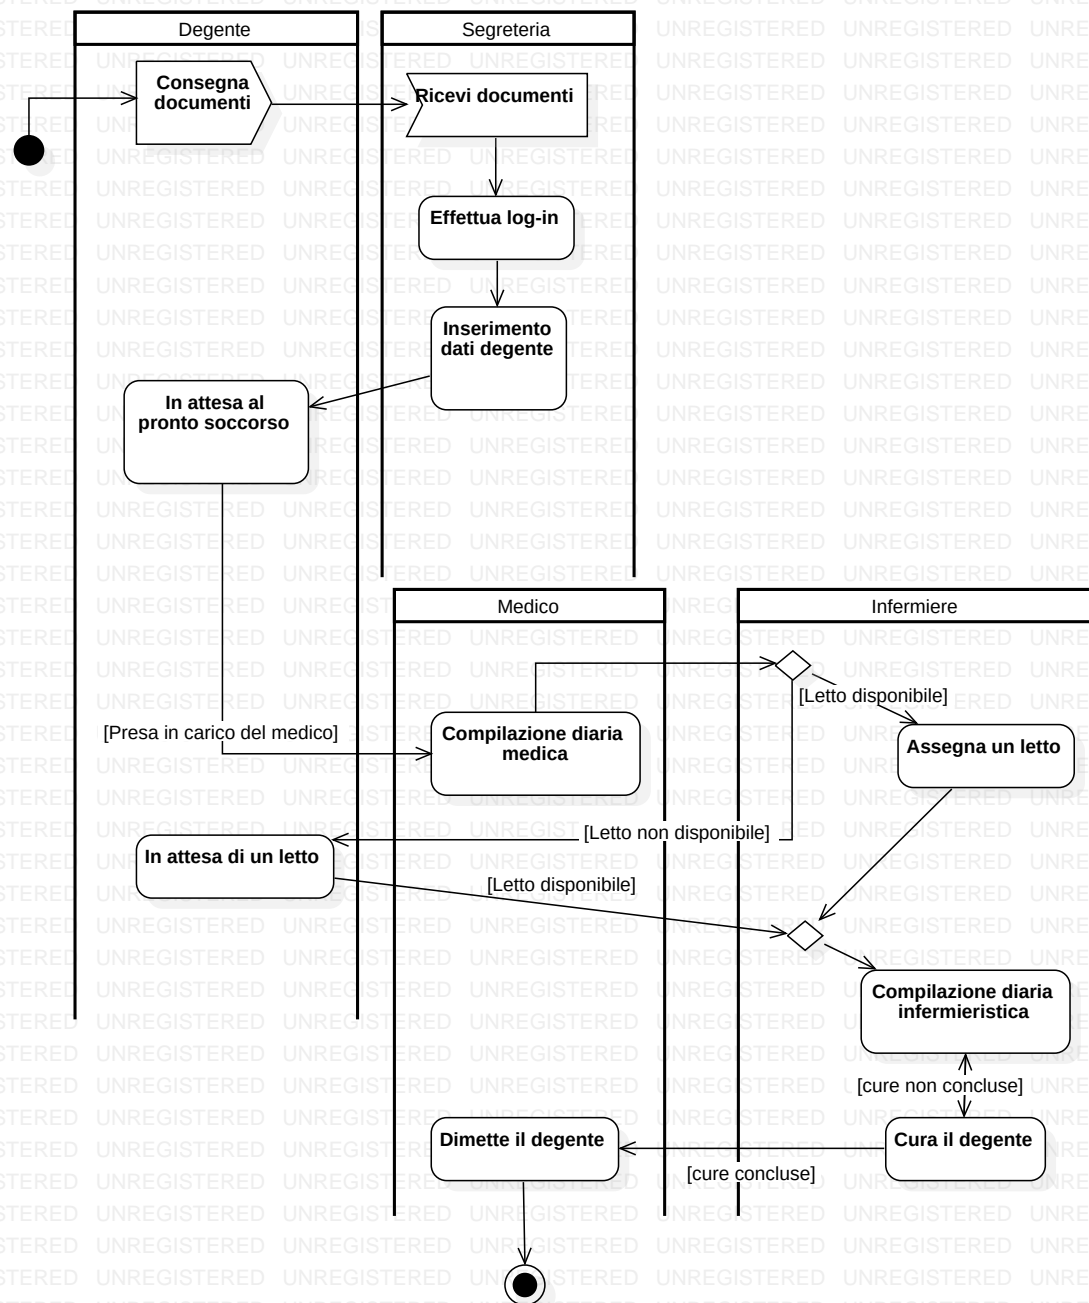 Degente
Segreteria
Consegna
documenti
Ricevi documenti
Effettua log-in
Inserimento
dati degente
In attesa al
pronto soccorso
Medico
Infermiere
[Letto disponibile]
[Presa in carico del medico]
Compilazione diaria
medica
Assegna un letto
[Letto non disponibile]
In attesa di un letto
[Letto disponibile]
Compilazione diaria
infermieristica
[cure non concluse]
Dimette il degente
Cura il degente
[cure concluse]
UNREGISTERED